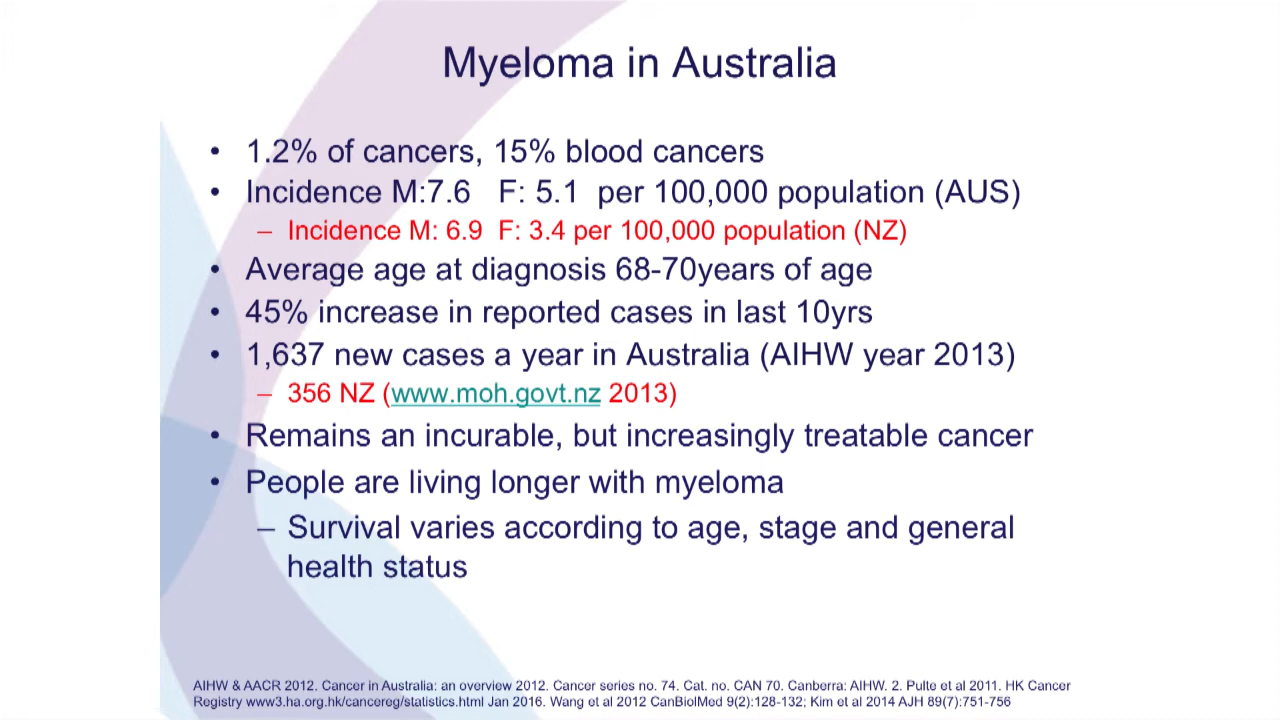 Myeloma in Australia
• 1.2% of cancers, 15% blood cancers
• Incidence M:7.6 F: 5.1 per 100,000 population (AUS)
– Incidence M: 6.9 F: 3.4 per 100,000 population (NZ)
• Average age at diagnosis 68-70years of age
• 45% increase in reported cases in last 10yrs
• 1,637 new cases a year in Australia (AIHW year 2013)
– 356 NZ (www.moh.govt.nz 2013)
• Remains an incurable, but increasingly treatable cancer
• People are living longer with myeloma
– Survival varies according to age, stage and general
health status
AIHW & AACR 2012. Cancer in Australia: an overview 2012. Cancer series no. 74. Cat. no. CAN 70. Canberra: AIHW. 2. Pulte et al 2011. HK Cancer
Registry www3.ha.org.hk/cancereg/statistics.html Jan 2016. Wang et al 2012 CanBiolMed 9(2):128-132; Kim et al 2014 AJH 89(7):751-756